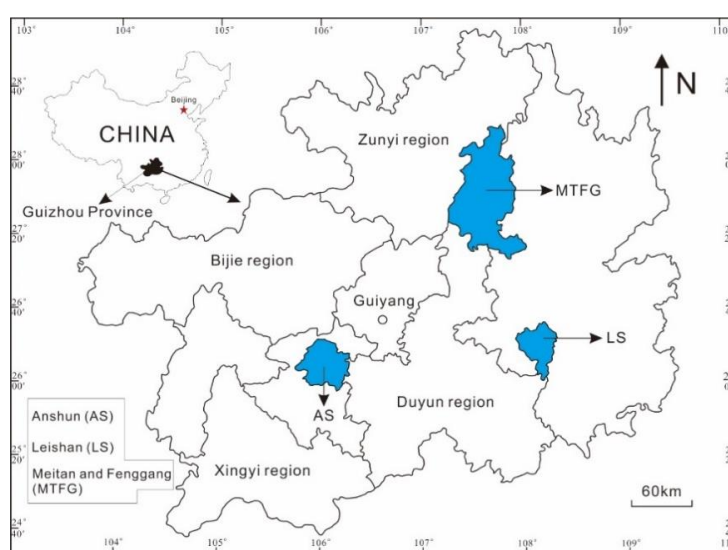 103° 104° 105° 106° 107° 108° 109°
Beijing
CHINA
N
Zunyi region
MTFG
Guizhou Province
Bijie region
Guiyang
LS
Anshun (AS)
Leishan (LS)
Meitan and Fenggang
(MTFG)
AS
Duyun region
Xingyi region
60km
104° 105° 106° 107° 108° 109°
28°
40′
28°
00′
27°
20′
26°
40′
26°
00′
25°
20′
24°
40′